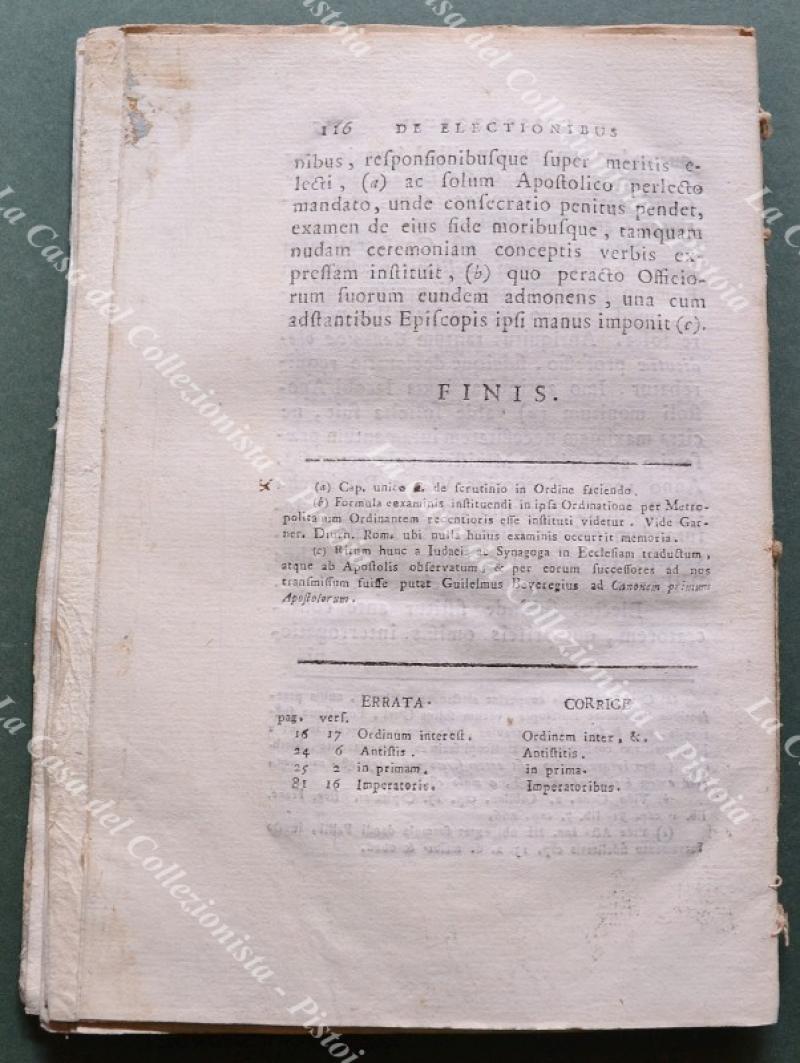 116 DE ELECTIONIBUS
nibus, reſponſionibuſque ſuper meritis e-
lecti, (a) ac ſolum Apoſtolico perlecto
mandato, unde conſecratio penitus pendet,
examen de eius fide moribuſque, tamquam
nudam ceremoniam conceptis verbis ex-
preſſam inſtituit, (b) quo peracto Officio-
rum ſuorum eundem admonens, una cum
adſtantibus Epiſcopis ipſi manus imponit (c).
FINIS.
(a) Cap. unico de ſcrutinio in Ordine faciendo.
(b) Formula examinis inſtituendi in ipſa Ordinatione per Metro-
politanum Ordinantem recentioris eſſe inſtituti videtur. Vide Gar-
ner. Diurn. Rom. ubi nulla huius examinis occurrit memoria.
(c) Ritum hunc a Iudaeis ac Synagoga in Eccleſiam traductum,
atque ab Apoſtolis obſervatum, & per eorum ſucceſſores ad nos
tranſmiſſum fuiſſe putat Guilelmus Beveregius ad Canonem primum
Apoſtolorum.
ERRATA. CORRIGE
pag. verſ.
16 17 Ordinum intereſt. Ordinem inter, &.
24 6 Antiſtis. Antiſtitis.
25 2 in primam. in prima.
81 16 Imperatoris. Imperatoribus.
La Casa del Collezionista - Pistoia